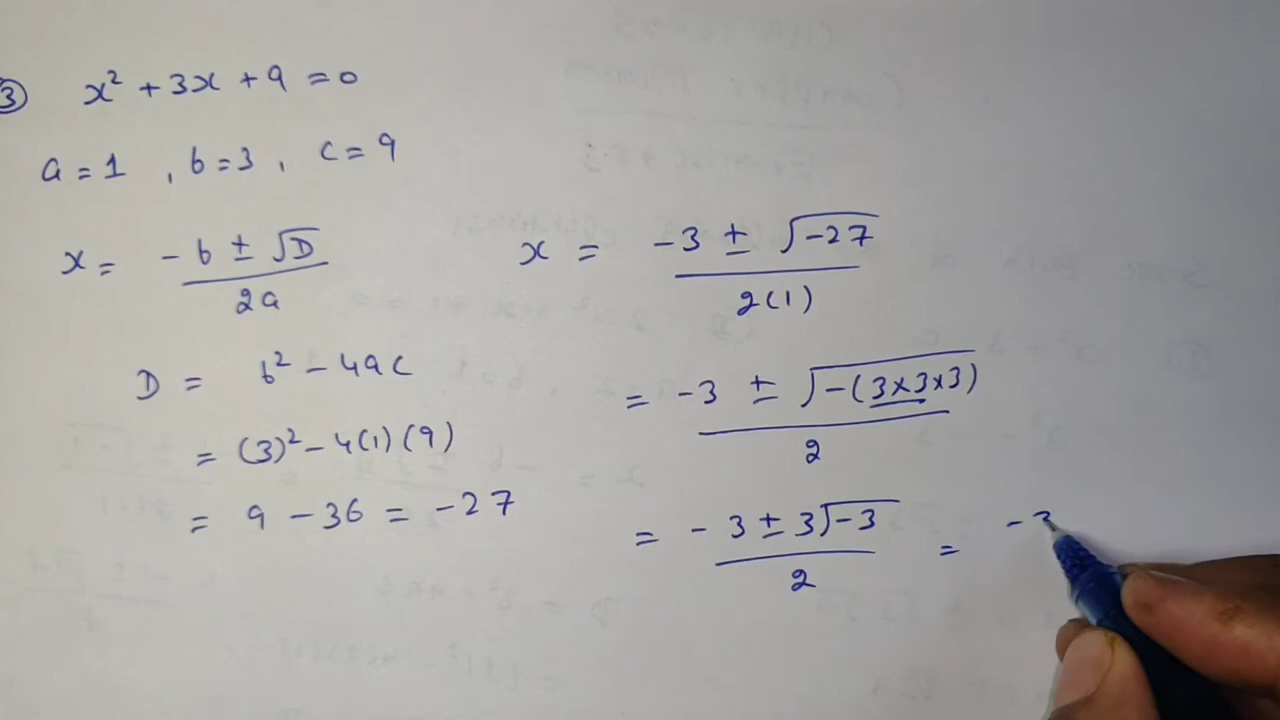 ③ x² + 3x + 9 = 0
a = 1 , b = 3 , c = 9
x = (-b ± √D) / 2a
D = b² - 4ac
= (3)² - 4(1)(9)
= 9 - 36 = -27
x = (-3 ± √-27) / 2(1)
= (-3 ± √-(3×3×3)) / 2
= (-3 ± 3√-3) / 2 = -3